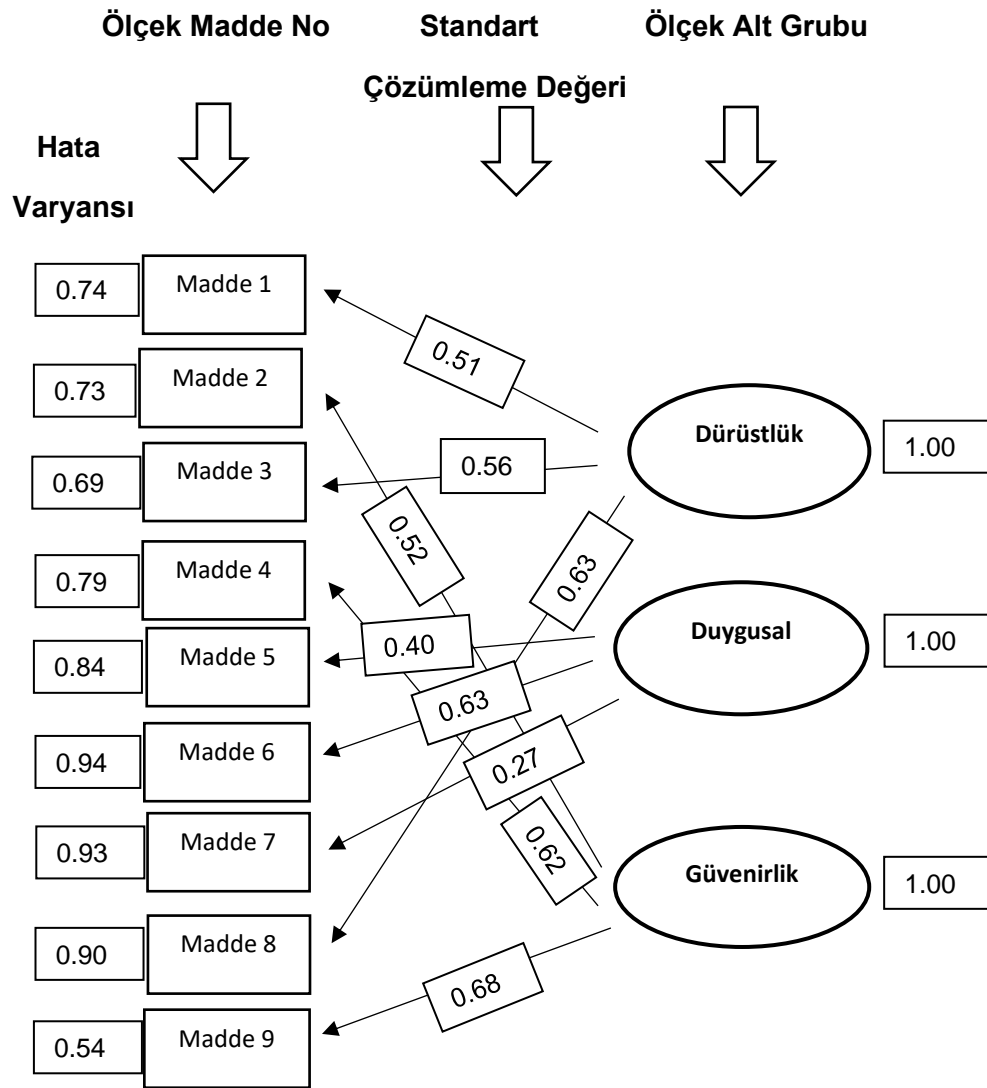 Ölçek Madde No
Standart
Çözümleme Değeri
Ölçek Alt Grubu
Hata
Varyansı
0.74
Madde 1
0.73
Madde 2
0.69
Madde 3
0.79
Madde 4
0.84
Madde 5
0.94
Madde 6
0.93
Madde 7
0.90
Madde 8
0.54
Madde 9
0.51
0.56
0.52
0.63
0.40
0.63
0.27
0.62
0.68
Dürüstlük
1.00
Duygusal
1.00
Güvenirlik
1.00